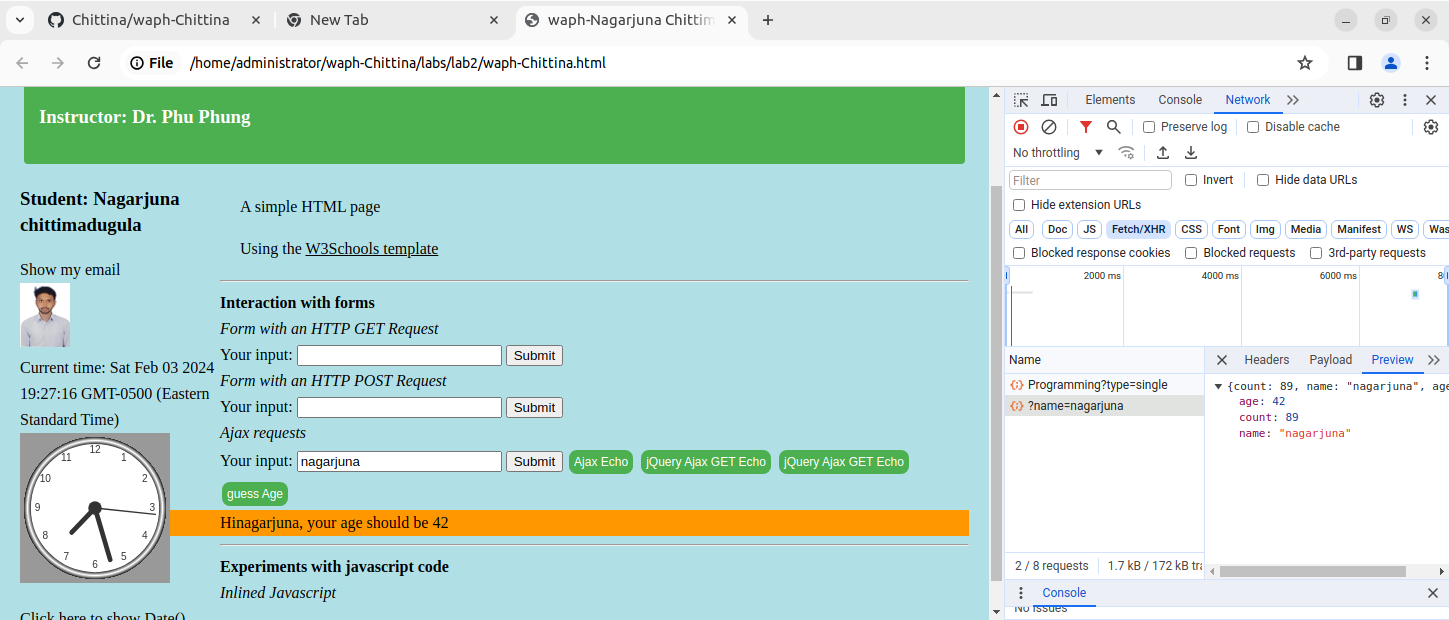 Chittina/waph-Chittina
New Tab
waph-Nagarjuna Chittim
File /home/administrator/waph-Chittina/labs/lab2/waph-Chittina.html
Instructor: Dr. Phu Phung
Student: Nagarjuna
chittimadugula
Show my email
Current time: Sat Feb 03 2024
19:27:16 GMT-0500 (Eastern
Standard Time)
12
1
2
3
4
5
6
7
8
9
10
11
Click here to show Date()
A simple HTML page
Using the W3Schools template
Interaction with forms
Form with an HTTP GET Request
Your input: Submit
Form with an HTTP POST Request
Your input: Submit
Ajax requests
Your input: nagarjuna Submit Ajax Echo jQuery Ajax GET Echo jQuery Ajax GET Echo
guess Age
Hinagarjuna, your age should be 42
Experiments with javascript code
Inlined Javascript
Elements Console Network
Preserve log Disable cache
No throttling
Filter Invert Hide data URLs
Hide extension URLs
All Doc JS Fetch/XHR CSS Font Img Media Manifest WS Was
Blocked response cookies Blocked requests 3rd-party requests
2000 ms 4000 ms 6000 ms 8
Name
Programming?type=single
?name=nagarjuna
Headers Payload Preview
{count: 89, name: "nagarjuna", age
age: 42
count: 89
name: "nagarjuna"
2 / 8 requests 1.7 kB / 172 kB tra
Console
No issues